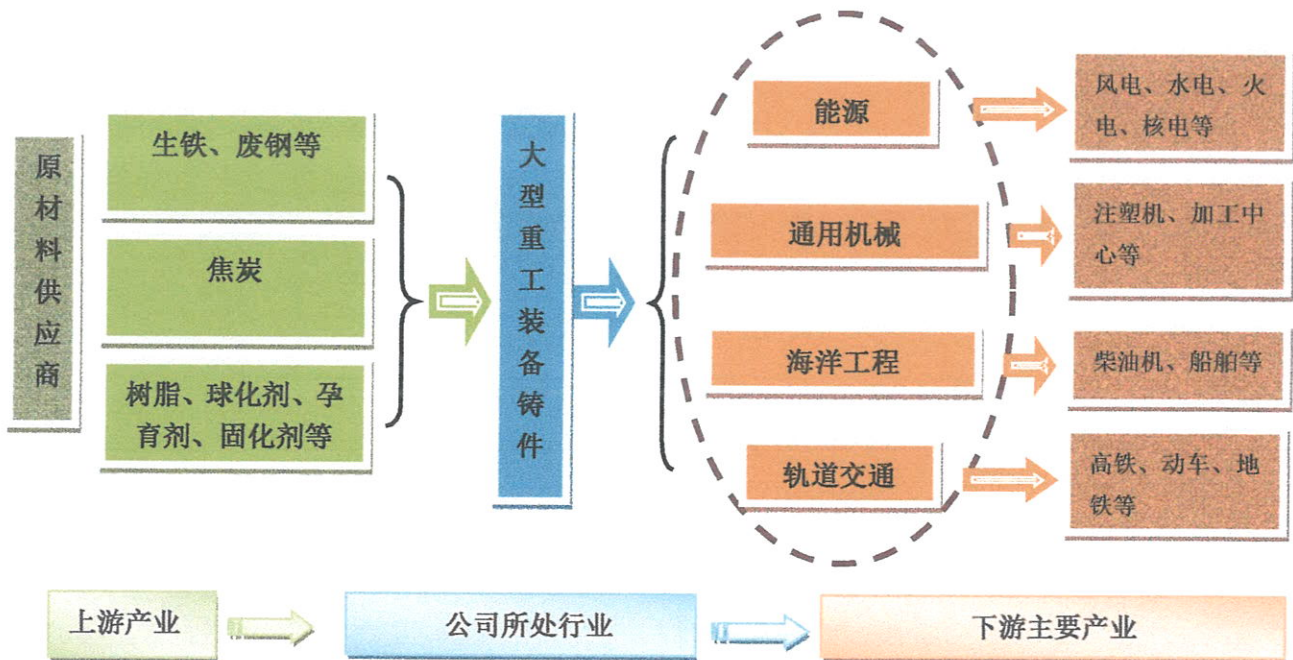 原材料供应商
生铁、废钢等
焦炭
树脂、球化剂、孕
育剂、固化剂等
大型重工装备铸件
能源
通用机械
海洋工程
轨道交通
风电、水电、火
电、核电等
注塑机、加工中
心等
柴油机、船舶等
高铁、动车、地
铁等
上游产业
公司所处行业
下游主要产业